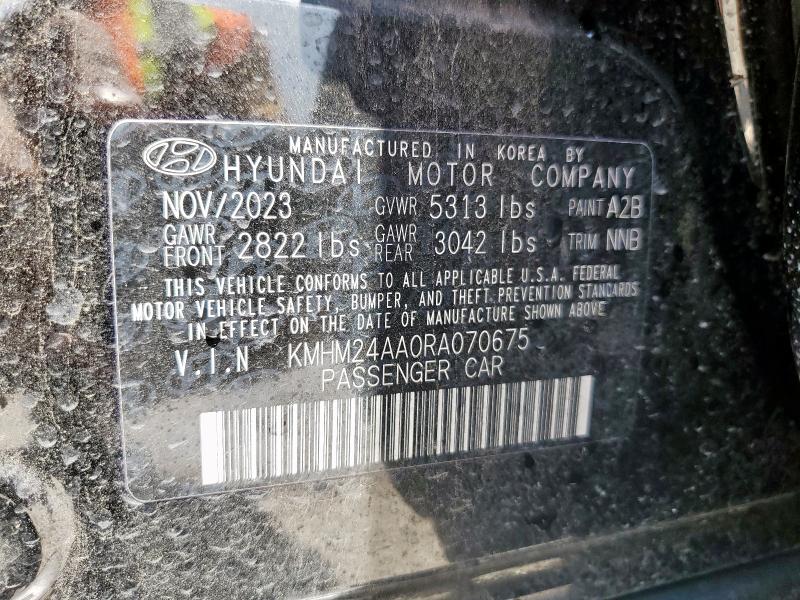 MANUFACTURED IN KOREA BY
HYUNDAI MOTOR COMPANY
NOV/2023 GVWR 5313 lbs PAINT A2B
GAWR FRONT 2822 lbs GAWR REAR 3042 lbs TRIM NNB
THIS VEHICLE CONFORMS TO ALL APPLICABLE U.S.A. FEDERAL
MOTOR VEHICLE SAFETY, BUMPER, AND THEFT PREVENTION STANDARDS
IN EFFECT ON THE DATE OF MANUFACTURE SHOWN ABOVE
V.I.N KMHM24AA0RA070675
PASSENGER CAR